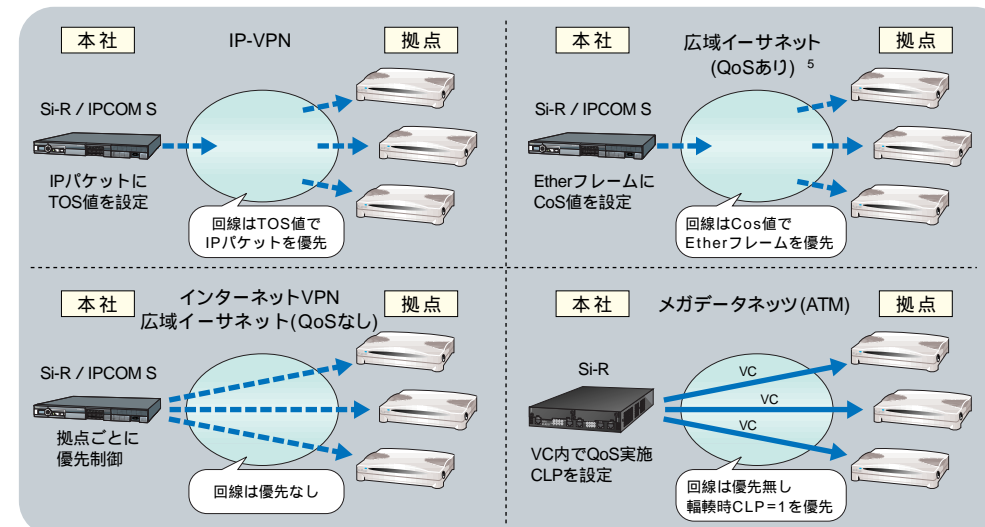 本社
IP-VPN
拠点
Si-R / IPCOM S
IPパケットに
TOS値を設定
回線はTOS値で
IPパケットを優先
本社
広域イーサネット
(QoSあり) 5
拠点
Si-R / IPCOM S
Etherフレームに
CoS値を設定
回線はCos値で
Etherフレームを優先
本社
インターネットVPN
広域イーサネット(QoSなし)
拠点
Si-R / IPCOM S
拠点ごとに
優先制御
回線は優先なし
本社
メガデータネッツ(ATM)
拠点
Si-R
VC
VC
VC
VC内でQoS実施
CLPを設定
回線は優先無し
輻輳時CLP=1を優先